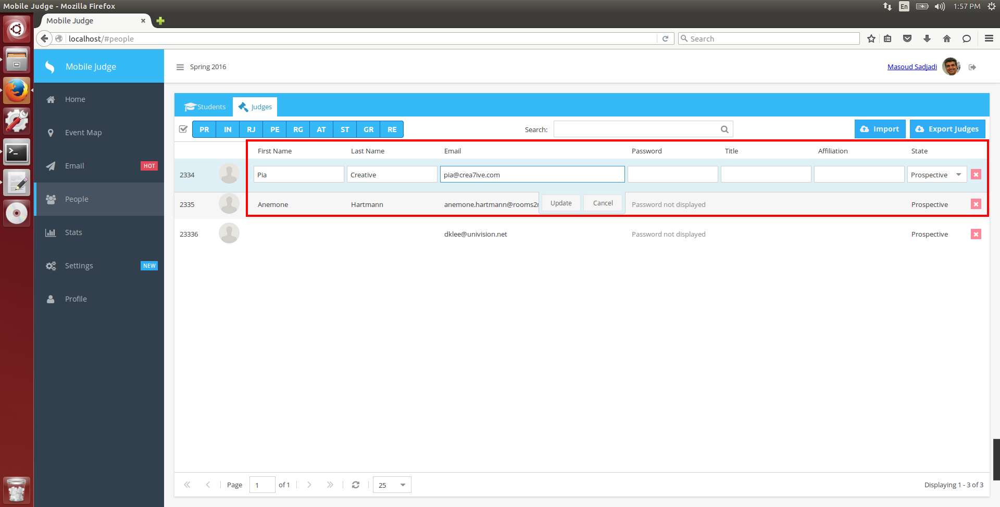 Mobile Judge - Mozilla Firefox
En
1:57 PM
Mobile Judge
localhost/#people
Search
Mobile Judge
Spring 2016
Masoud Sadjadi
Home
Event Map
Email HOT
People
Stats
Settings NEW
Profile
Students Judges
PR IN RJ PE RG AT ST GR RE
Search:
Import
Export Judges
First Name Last Name Email Password Title Affiliation State
2334 Pia Creative pia@crea7ive.com Prospective
2335 Anemone Hartmann anemone.hartmann@rooms2r Update Cancel Password not displayed Prospective
23336 dklee@univision.net Password not displayed Prospective
Page 1 of 1 25
Displaying 1 - 3 of 3